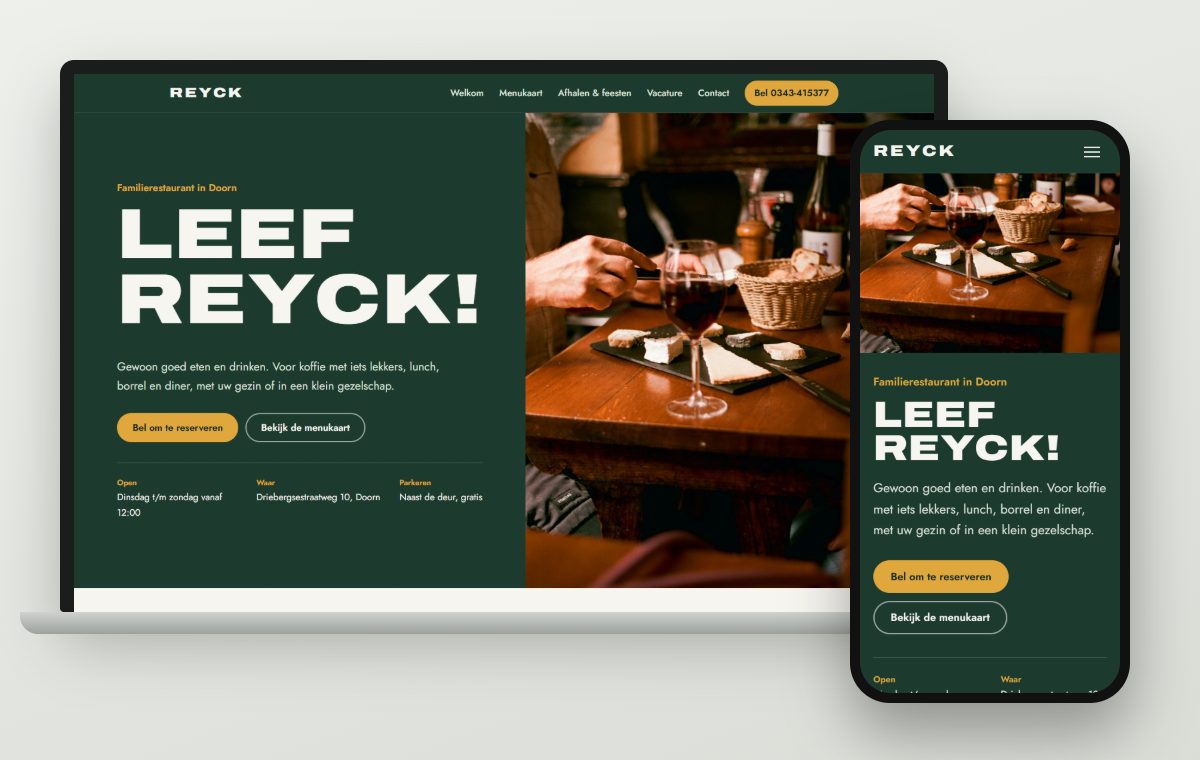 REYCK
Welkom Menukaart Afhalen & feesten Vacature Contact Bel 0343-415377
Familierestaurant in Doorn
LEEF
REYCK!
Gewoon goed eten en drinken. Voor koffie met iets lekkers, lunch,
borrel en diner, met uw gezin of in een klein gezelschap.
Bel om te reserveren Bekijk de menukaart
Open Waar Parkeren
Dinsdag t/m zondag vanaf Driebergsestraatweg 10, Doorn Naast de deur, gratis
12:00
REYCK
Familierestaurant in Doorn
LEEF
REYCK!
Gewoon goed eten en drinken. Voor koffie
met iets lekkers, lunch, borrel en diner,
met uw gezin of in een klein gezelschap.
Bel om te reserveren
Bekijk de menukaart
Open Waar